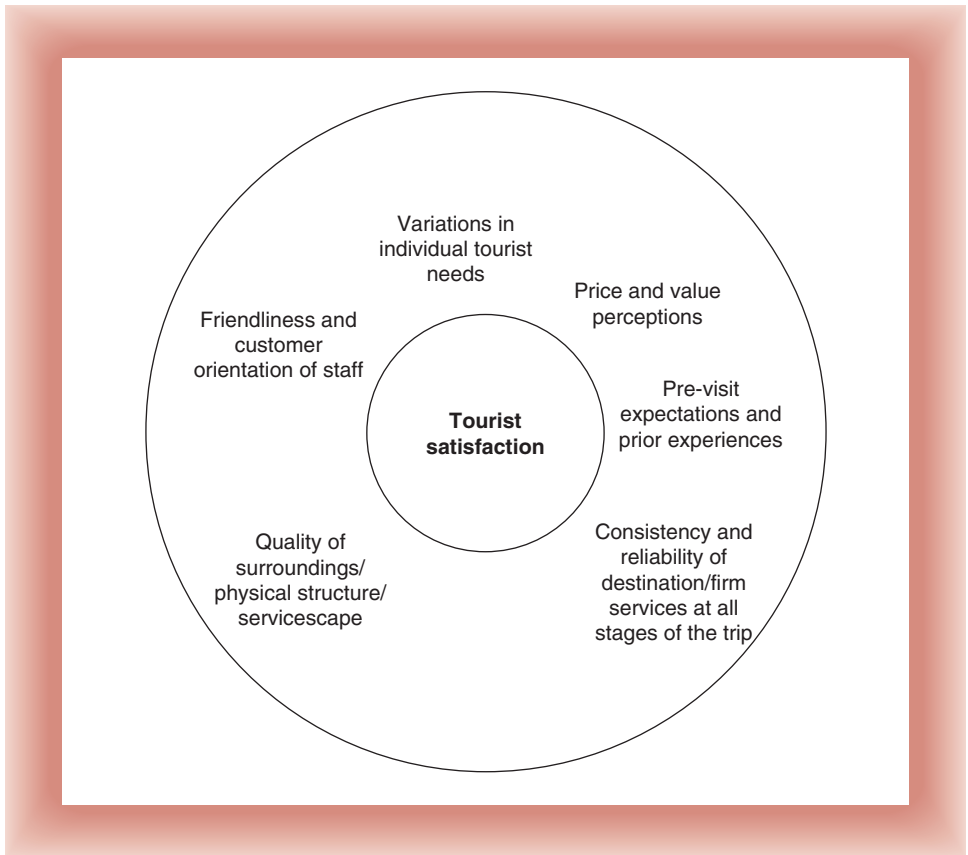 Variations in
individual tourist
needs
Price and value
perceptions
Friendliness and
customer
orientation of staff
Pre-visit
expectations and
prior experiences
Tourist
satisfaction
Consistency and
reliability of
destination/firm
services at all
stages of the trip
Quality of
surroundings/
physical structure/
servicescape